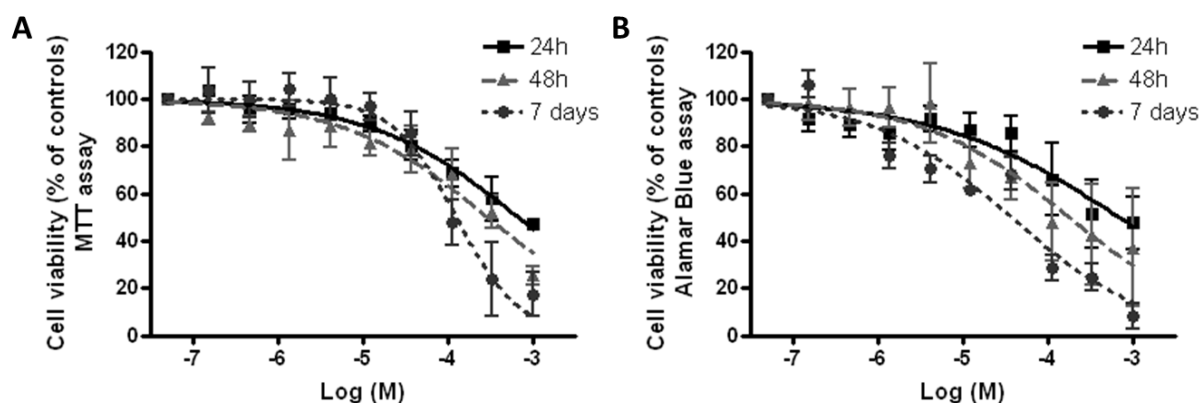 A
Cell viability (% of controls)
MTT assay
120
100
80
60
40
20
0
-7
-6
-5
-4
-3
Log (M)
24h
48h
7 days
B
Cell viability (% of controls)
Alamar Blue assay
120
100
80
60
40
20
0
-7
-6
-5
-4
-3
Log (M)
24h
48h
7 days